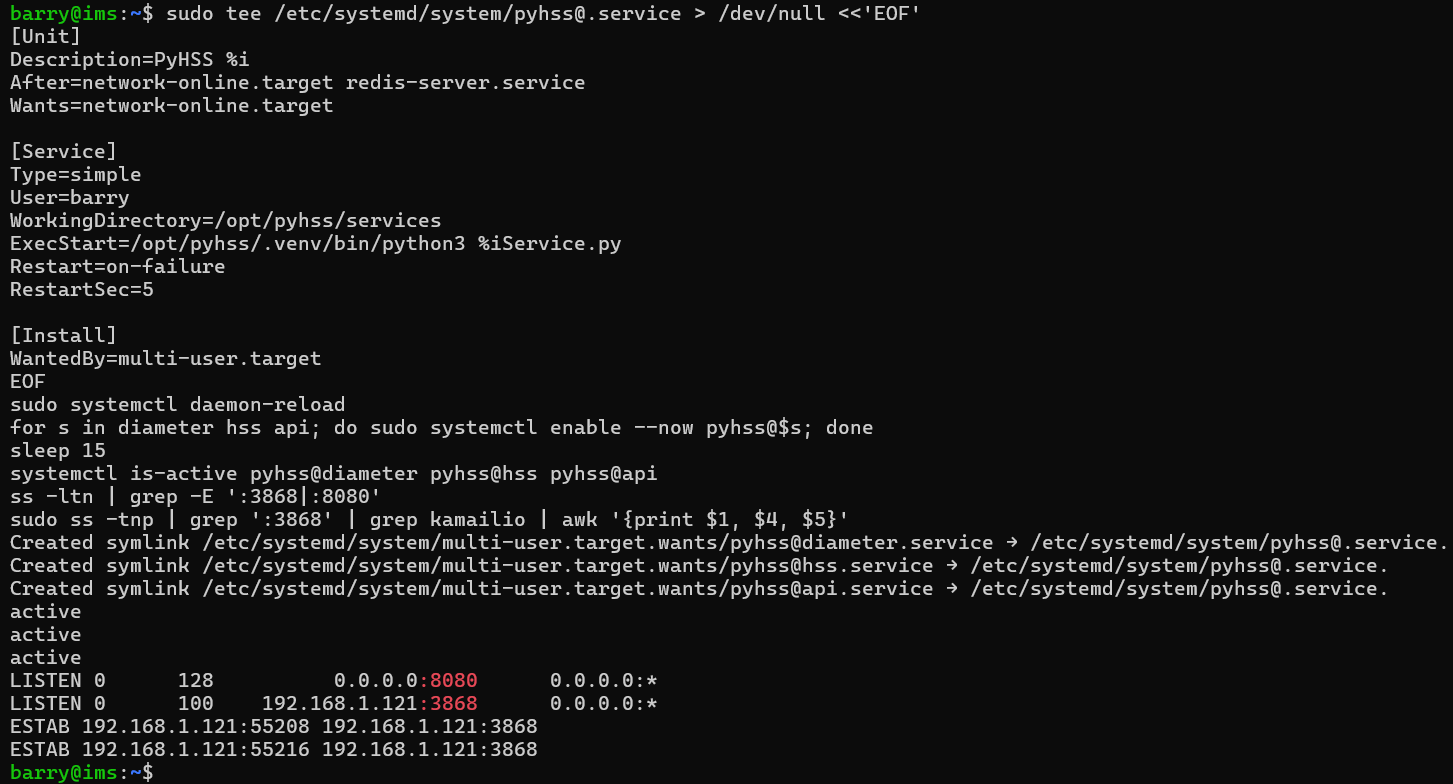 barry@ims:~$ sudo tee /etc/systemd/system/pyhss@.service > /dev/null <<'EOF'
[Unit]
Description=PyHSS %i
After=network-online.target redis-server.service
Wants=network-online.target

[Service]
Type=simple
User=barry
WorkingDirectory=/opt/pyhss/services
ExecStart=/opt/pyhss/.venv/bin/python3 %iService.py
Restart=on-failure
RestartSec=5

[Install]
WantedBy=multi-user.target
EOF
sudo systemctl daemon-reload
for s in diameter hss api; do sudo systemctl enable --now pyhss@$s; done
sleep 15
systemctl is-active pyhss@diameter pyhss@hss pyhss@api
ss -ltn | grep -E ':3868|:8080'
sudo ss -tnp | grep ':3868' | grep kamailio | awk '{print $1, $4, $5}'
Created symlink /etc/systemd/system/multi-user.target.wants/pyhss@diameter.service → /etc/systemd/system/pyhss@.service.
Created symlink /etc/systemd/system/multi-user.target.wants/pyhss@hss.service → /etc/systemd/system/pyhss@.service.
Created symlink /etc/systemd/system/multi-user.target.wants/pyhss@api.service → /etc/systemd/system/pyhss@.service.
active
active
active
LISTEN 0      128          0.0.0.0:8080      0.0.0.0:*
LISTEN 0      100    192.168.1.121:3868      0.0.0.0:*
ESTAB 192.168.1.121:55208 192.168.1.121:3868
ESTAB 192.168.1.121:55216 192.168.1.121:3868
barry@ims:~$